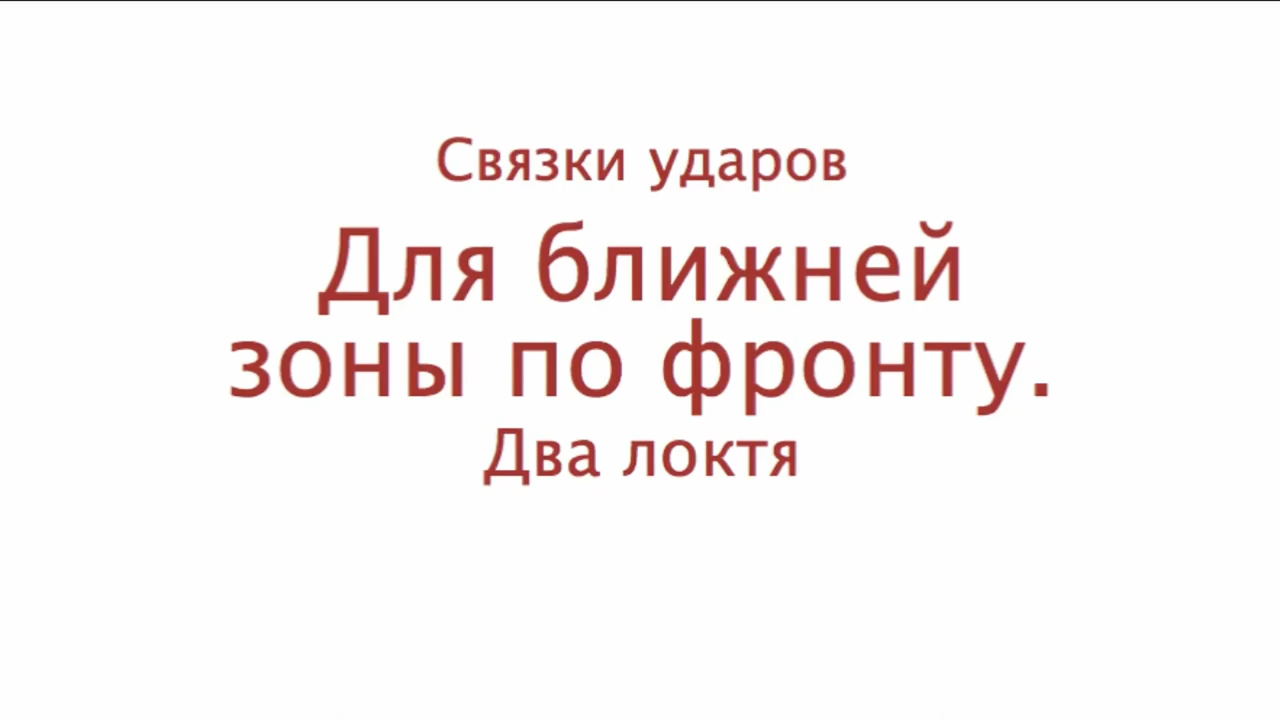 Связки ударов
Для ближней
зоны по фронту.
Два локтя